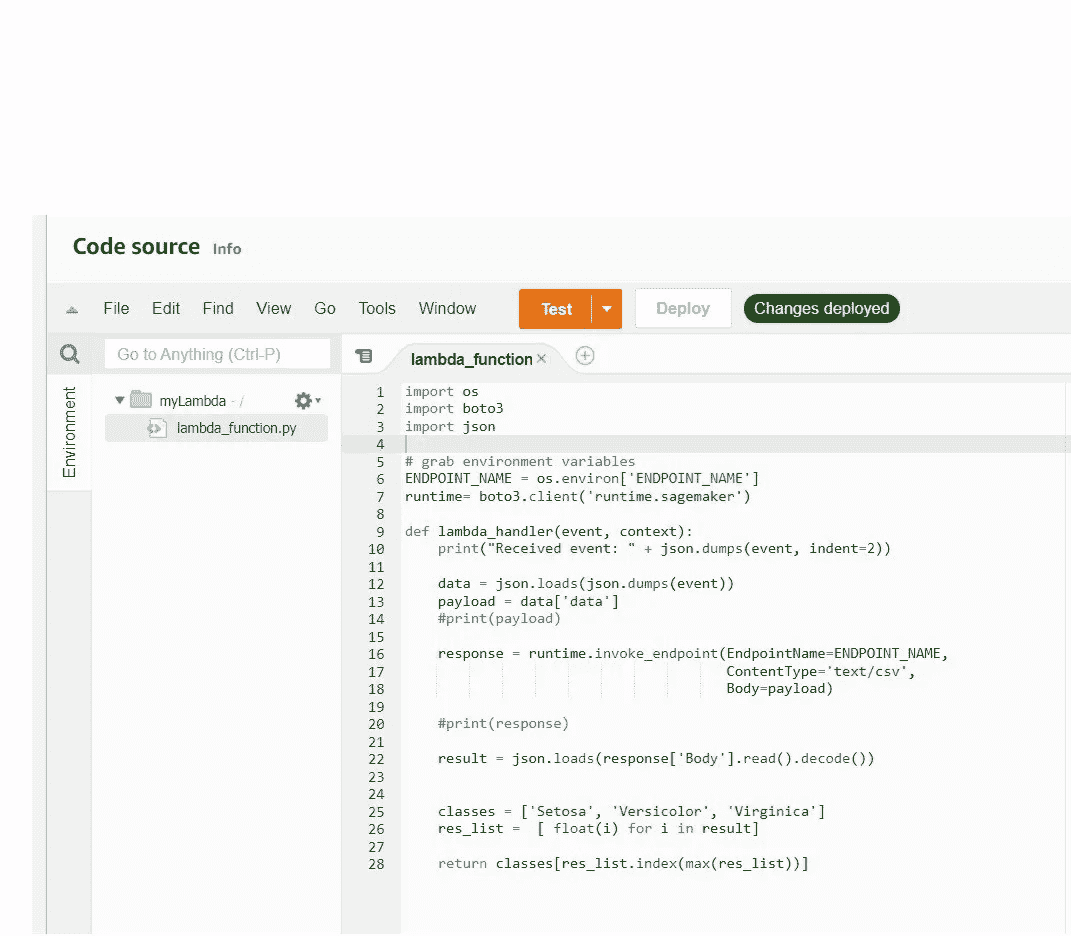 Code source Info
File Edit Find View Go Tools Window Test Deploy Changes deployed
Go to Anything (Ctrl-P)
lambda_function
Environment
myLambda - /
lambda_function.py
1 import os
2 import boto3
3 import json
4
5 # grab environment variables
6 ENDPOINT_NAME = os.environ['ENDPOINT_NAME']
7 runtime= boto3.client('runtime.sagemaker')
8
9 def lambda_handler(event, context):
10     print("Received event: " + json.dumps(event, indent=2))
11
12     data = json.loads(json.dumps(event))
13     payload = data['data']
14     #print(payload)
15
16     response = runtime.invoke_endpoint(EndpointName=ENDPOINT_NAME,
17                                        ContentType='text/csv',
18                                        Body=payload)
19
20     #print(response)
21
22     result = json.loads(response['Body'].read().decode())
23
24
25     classes = ['Setosa', 'Versicolor', 'Virginica']
26     res_list =  [ float(i) for i in result]
27
28     return classes[res_list.index(max(res_list))]